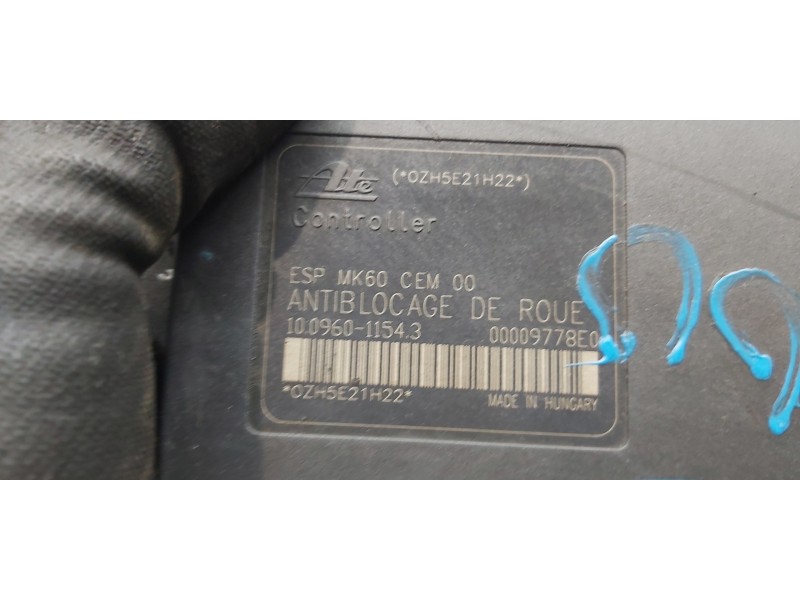 Ate (*OZH5E21H22*)
Controller
ESP MK60 CEM 00
ANTIBLOCAGE DE ROUE
10.0960-1154.3 00009778E0
*OZH5E21H22*
MADE IN HUNGARY